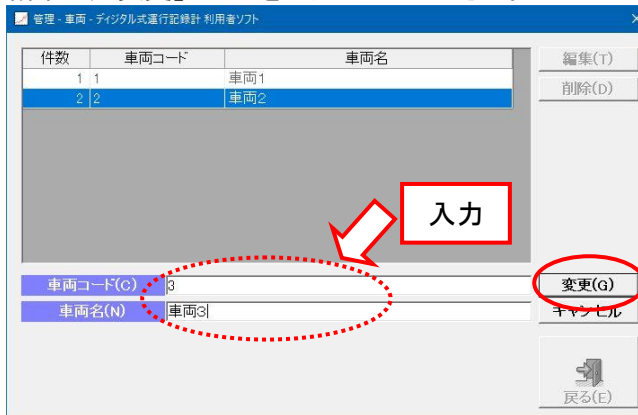 管理 - 車両 - ディジタル式運行記録計 利用者ソフト
件数 車両コード 車両名
1 1 車両1
2 2 車両2
編集(T)
削除(D)
入力
車両コード(C) 3
変更(G)
車両名(N) 車両3
キャンセル
戻る(E)